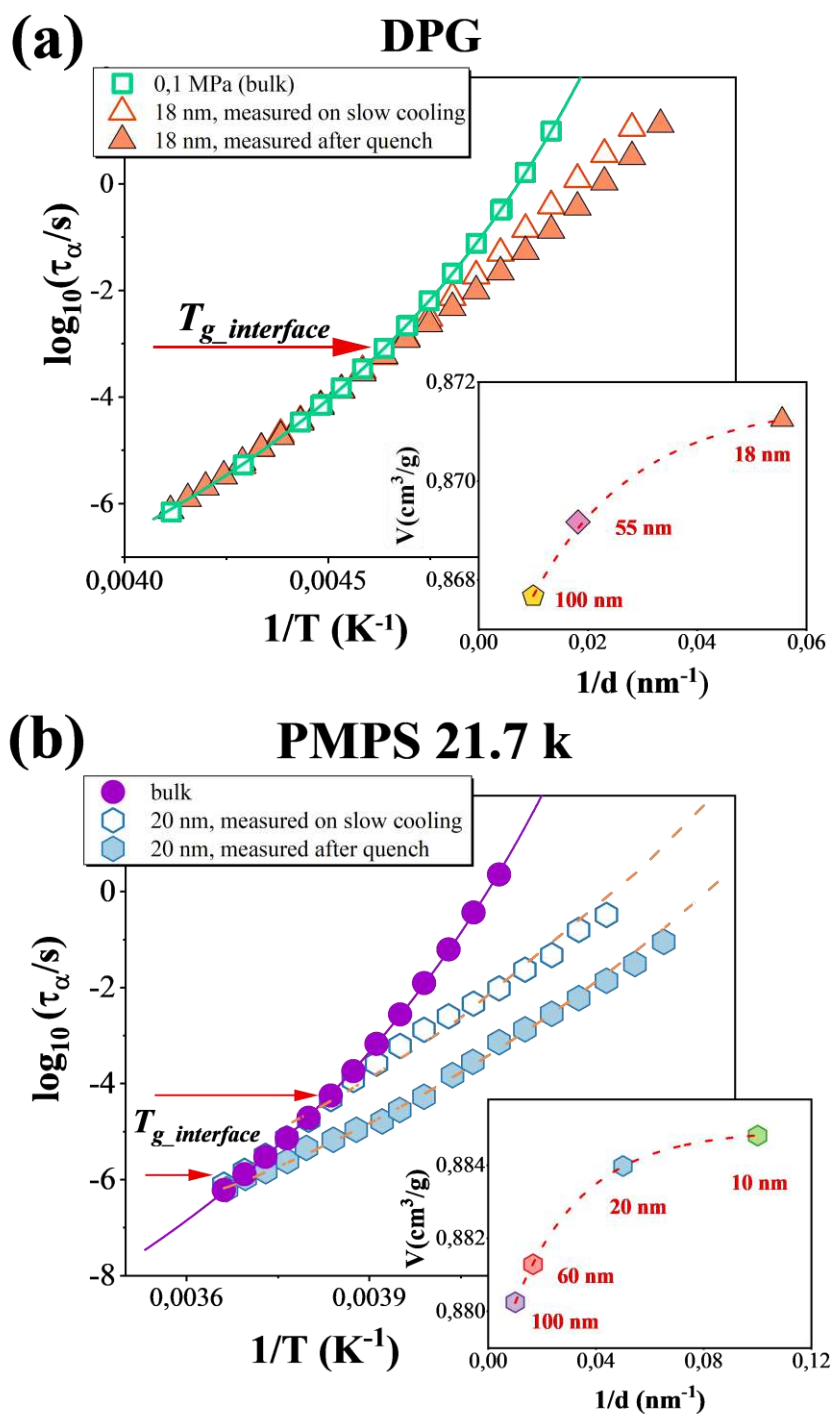 (a)
DPG
0,1 MPa (bulk)
18 nm, measured on slow cooling
18 nm, measured after quench
log₁₀(τα/s)
0
-2
-4
-6
Tg_interface
0,0040
0,0045
1/T (K⁻¹)
V(cm³/g)
0,872
0,870
0,868
18 nm
55 nm
100 nm
0,00
0,02
0,04
0,06
1/d (nm⁻¹)
(b)
PMPS 21.7 k
bulk
20 nm, measured on slow cooling
20 nm, measured after quench
log₁₀ (τα/s)
0
-2
-4
-6
-8
Tg_interface
0,0036
0,0039
1/T (K⁻¹)
V(cm³/g)
0,884
0,882
0,880
10 nm
20 nm
60 nm
100 nm
0,00
0,04
0,08
0,12
1/d (nm⁻¹)